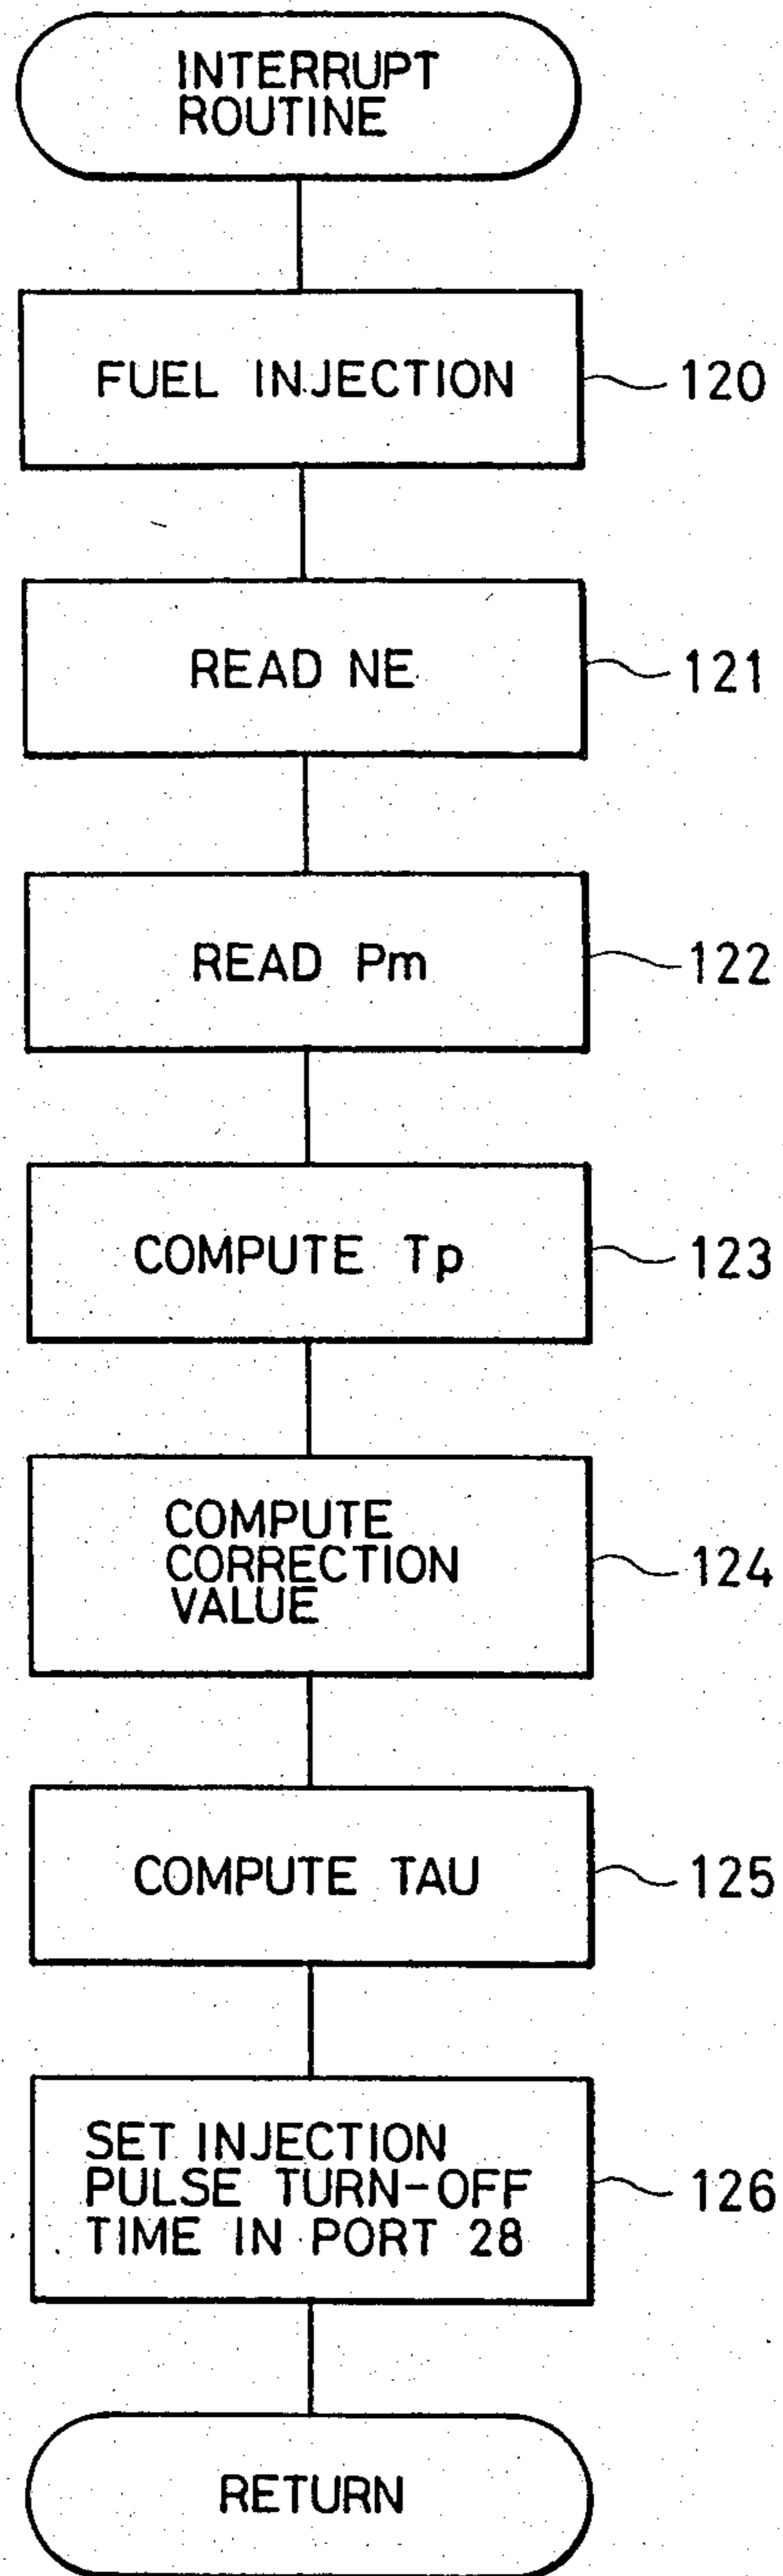 INTERRUPT
ROUTINE
FUEL INJECTION
120
READ NE
121
READ Pm
122
COMPUTE Tp
123
COMPUTE
CORRECTION
VALUE
124
COMPUTE TAU
125
SET INJECTION
PULSE TURN-OFF
TIME IN PORT 28
126
RETURN